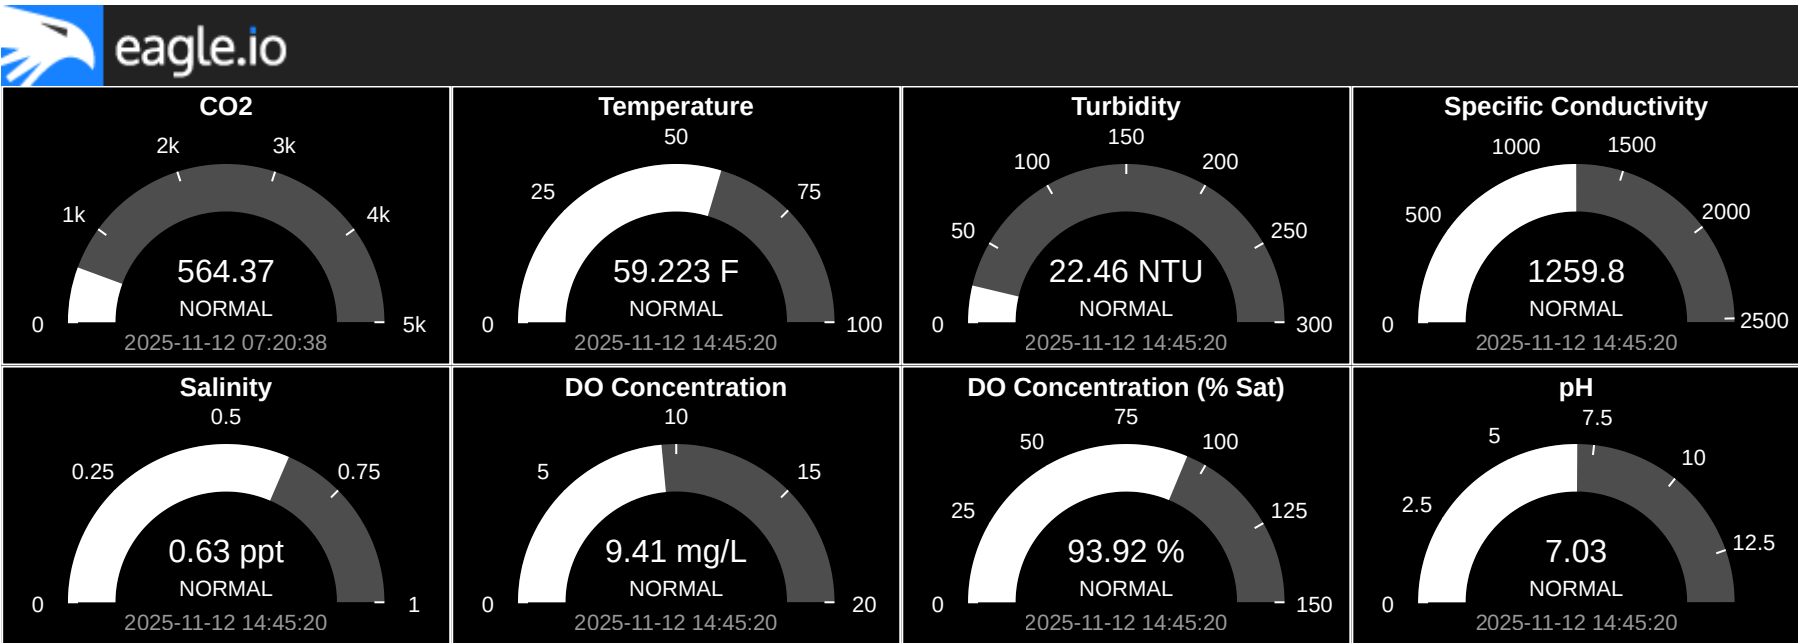 eagle.io
CO2
0
1k
2k
3k
4k
5k
564.37
NORMAL
2025-11-12 07:20:38
Temperature
0
25
50
75
100
59.223 F
NORMAL
2025-11-12 14:45:20
Turbidity
0
50
100
150
200
250
300
22.46 NTU
NORMAL
2025-11-12 14:45:20
Specific Conductivity
0
500
1000
1500
2000
2500
1259.8
NORMAL
2025-11-12 14:45:20
Salinity
0
0.25
0.5
0.75
1
0.63 ppt
NORMAL
2025-11-12 14:45:20
DO Concentration
0
5
10
15
20
9.41 mg/L
NORMAL
2025-11-12 14:45:20
DO Concentration (% Sat)
0
25
50
75
100
125
150
93.92 %
NORMAL
2025-11-12 14:45:20
pH
0
2.5
5
7.5
10
12.5
7.03
NORMAL
2025-11-12 14:45:20